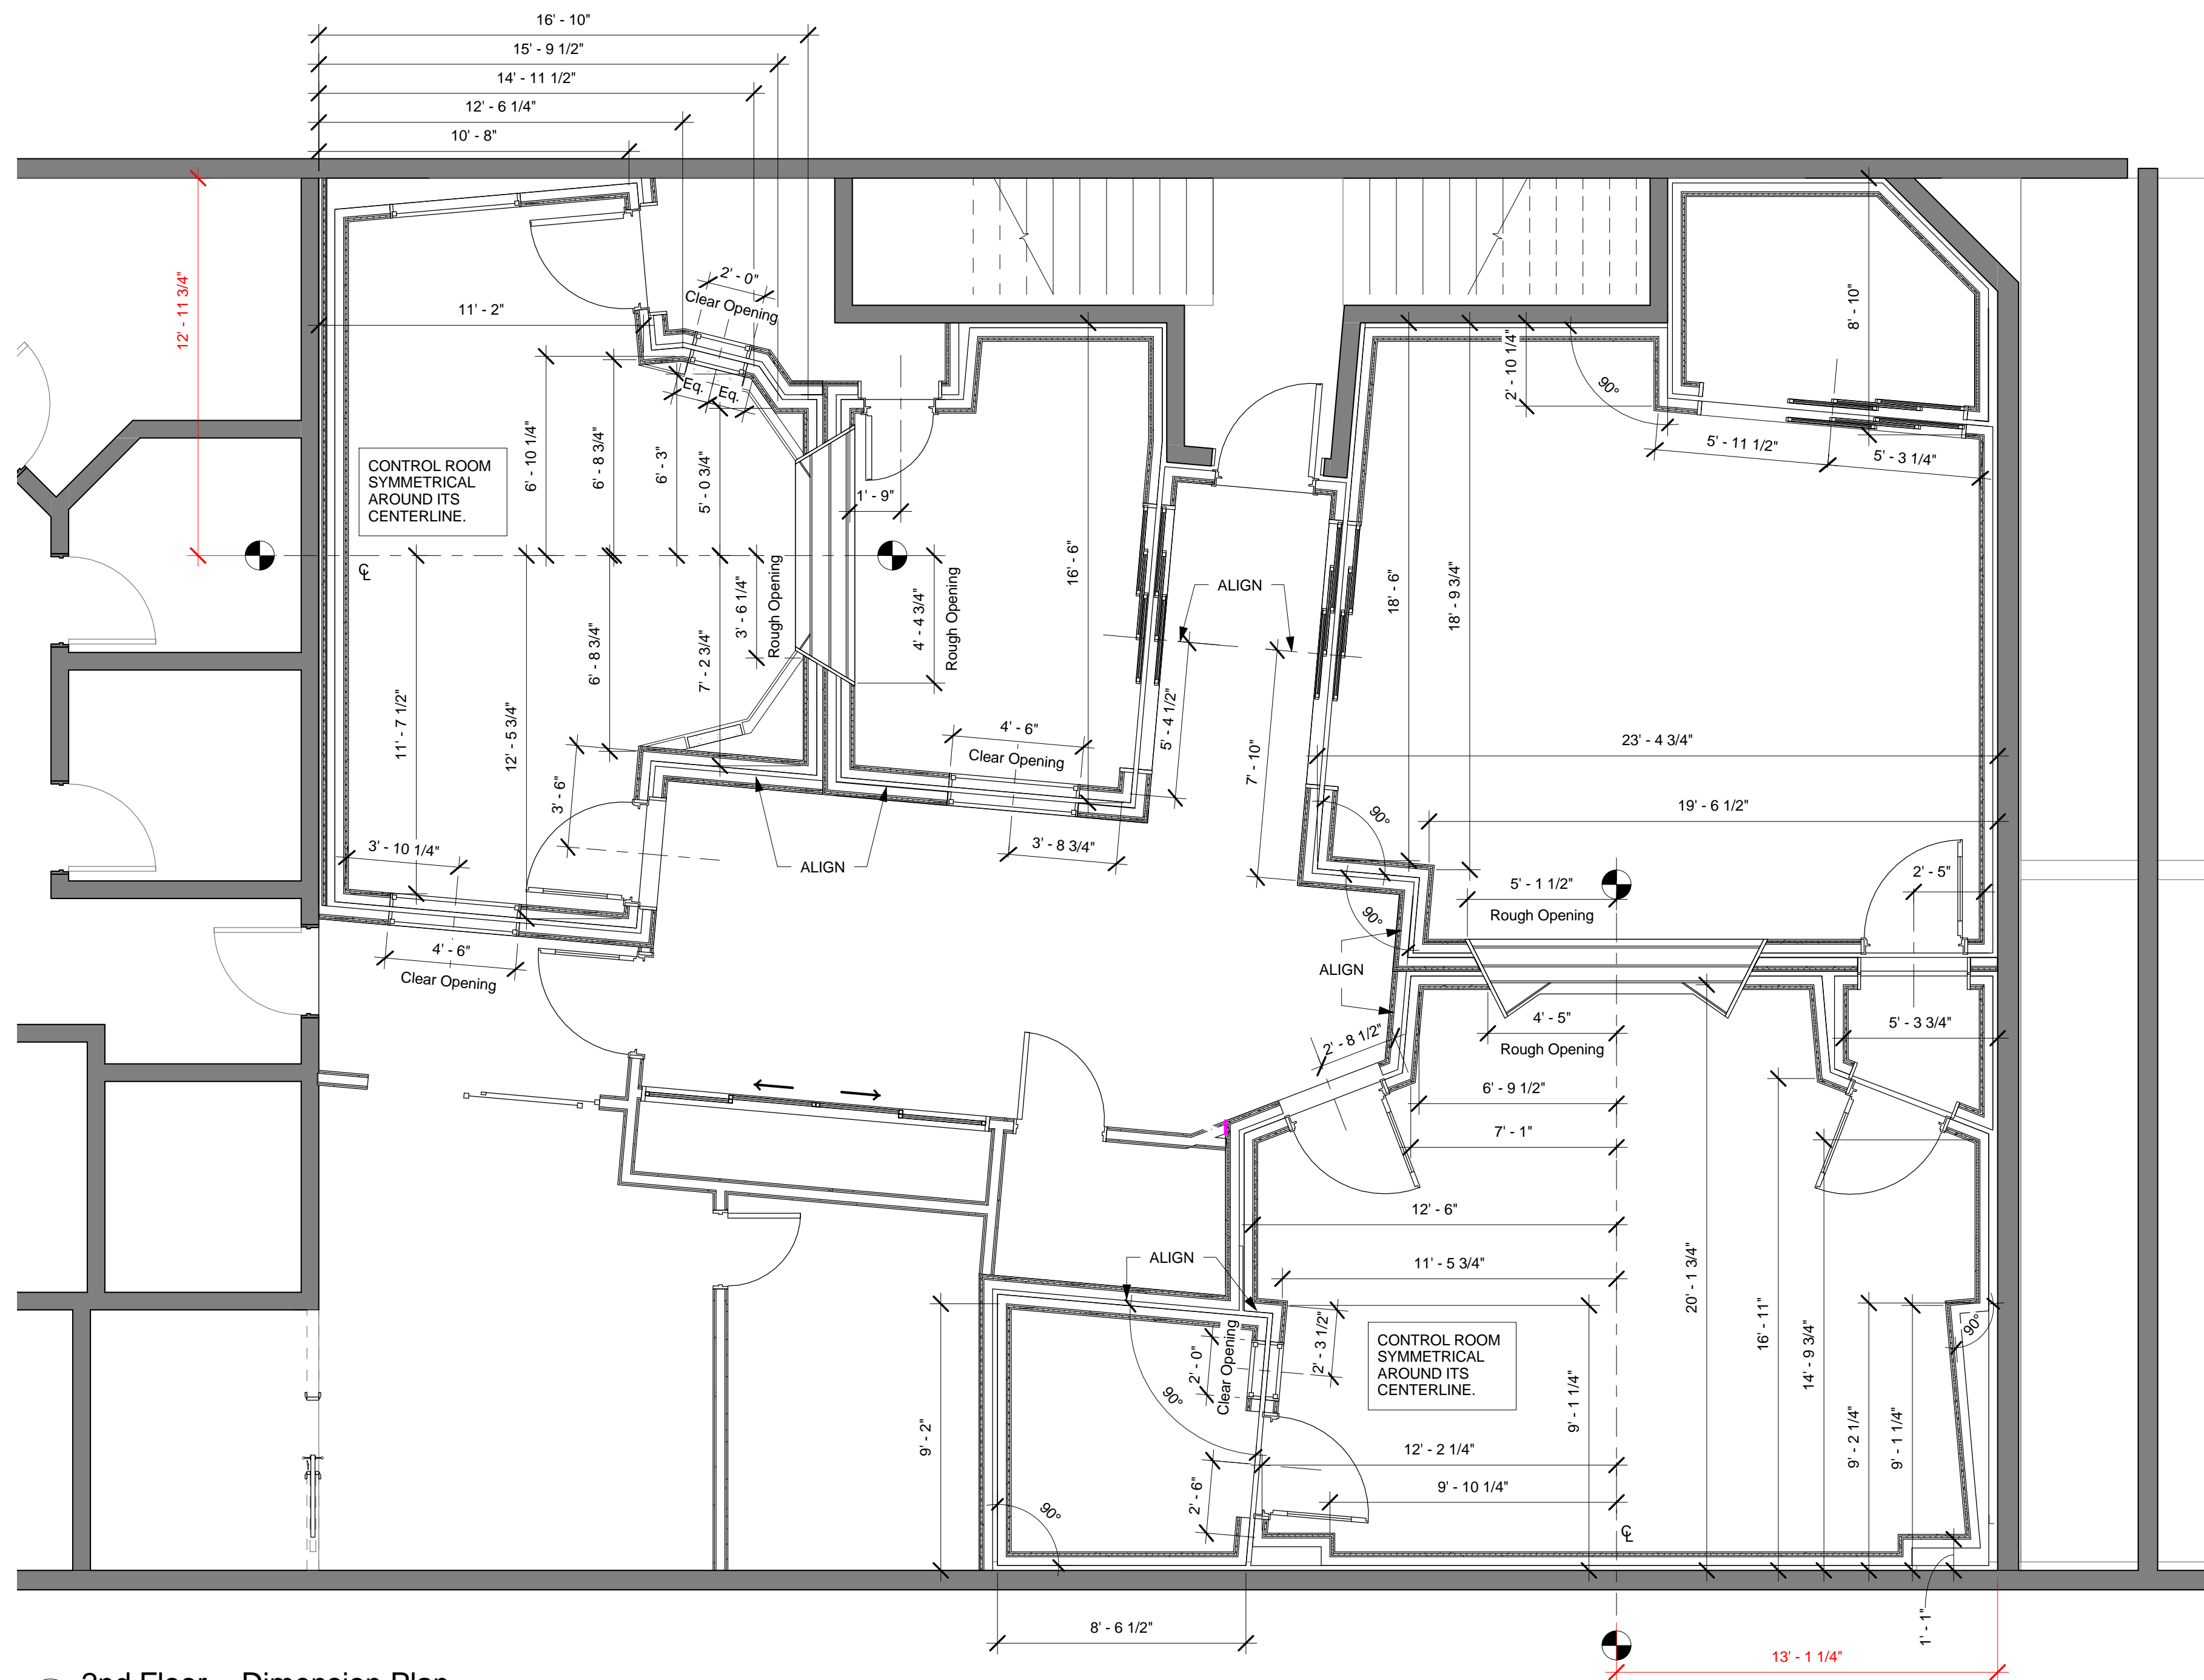 16' - 10"
15' - 9 1/2"
14' - 11 1/2"
12' - 6 1/4"
10' - 8"
12' - 11 3/4"
11' - 2"
2' - 0"
Clear Opening
Eq.
Eq.
8' - 10"
2' - 10 1/4"
90°
5' - 11 1/2"
5' - 3 1/4"
CONTROL ROOM
SYMMETRICAL
AROUND ITS
CENTERLINE.
6' - 10 1/4"
6' - 8 3/4"
6' - 3"
5' - 0 3/4"
1' - 9"
16' - 6"
ALIGN
18' - 6"
18' - 9 3/4"
3' - 6 1/4"
Rough Opening
4' - 4 3/4"
Rough Opening
6' - 8 3/4"
7' - 2 3/4"
11' - 7 1/2"
12' - 5 3/4"
4' - 6"
Clear Opening
5' - 4 1/2"
7' - 10"
23' - 4 3/4"
3' - 6"
90°
19' - 6 1/2"
3' - 10 1/4"
ALIGN
3' - 8 3/4"
5' - 1 1/2"
Rough Opening
2' - 5"
90°
4' - 6"
Clear Opening
ALIGN
4' - 5"
Rough Opening
5' - 3 3/4"
2' - 8 1/2"
6' - 9 1/2"
7' - 1"
12' - 6"
ALIGN
11' - 5 3/4"
20' - 1 3/4"
16' - 11"
14' - 9 3/4"
2' - 0"
Clear Opening
2' - 3 1/2"
CONTROL ROOM
SYMMETRICAL
AROUND ITS
CENTERLINE.
90°
90°
9' - 1 1/4"
9' - 2 1/4"
9' - 1 1/4"
9' - 2"
12' - 2 1/4"
2' - 6"
9' - 10 1/4"
90°
8' - 6 1/2"
1' - 1"
13' - 1 1/4"
2nd Floor - Dimension Plan